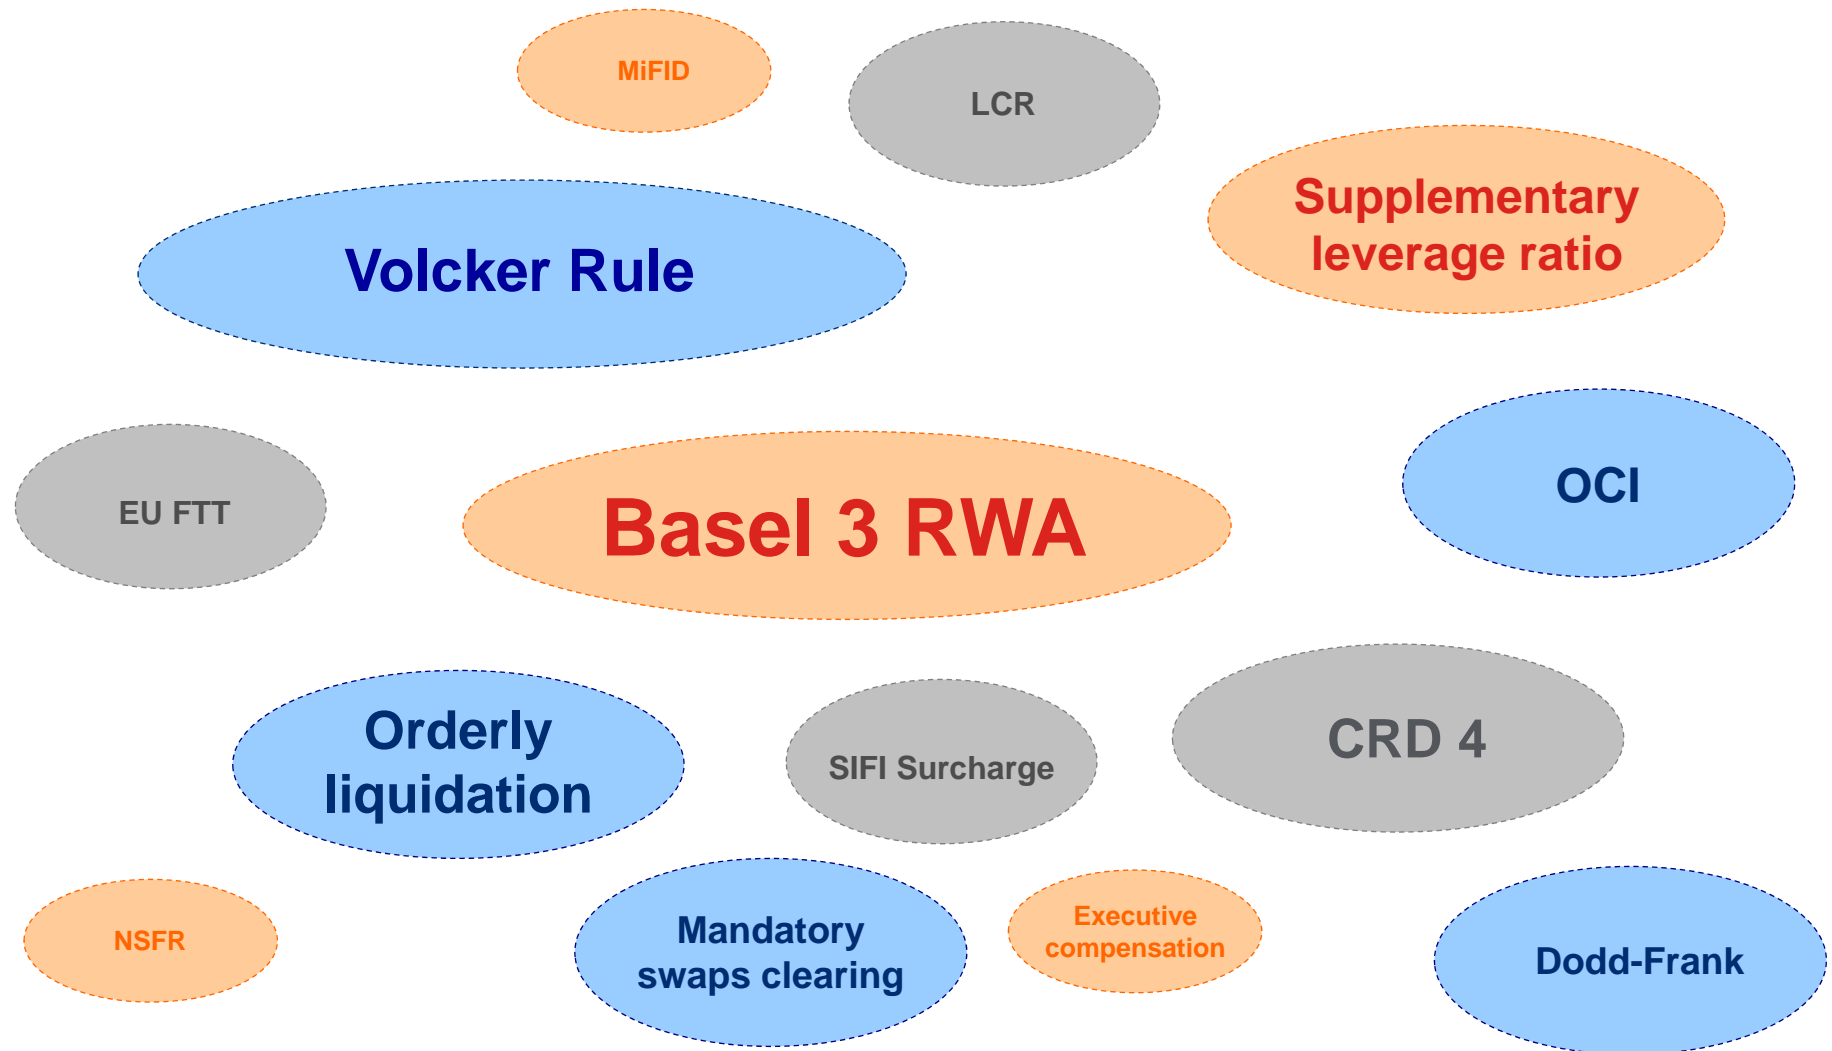 MiFID
LCR
Supplementary
leverage ratio
Volcker Rule
OCI
EU FTT
Basel 3 RWA
Orderly
liquidation
SIFI Surcharge
CRD 4
NSFR
Mandatory
swaps clearing
Executive
compensation
Dodd-Frank